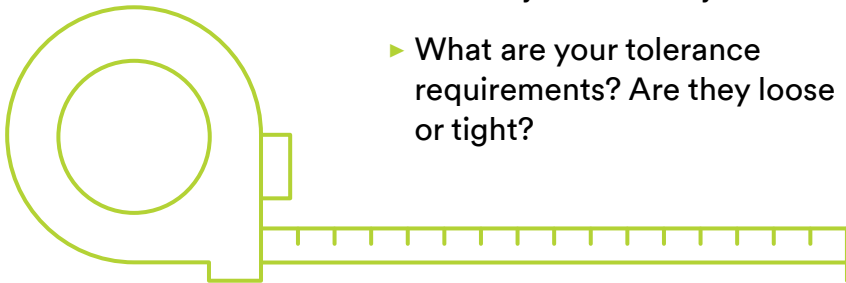 ► What are your tolerance
requirements? Are they loose
or tight?